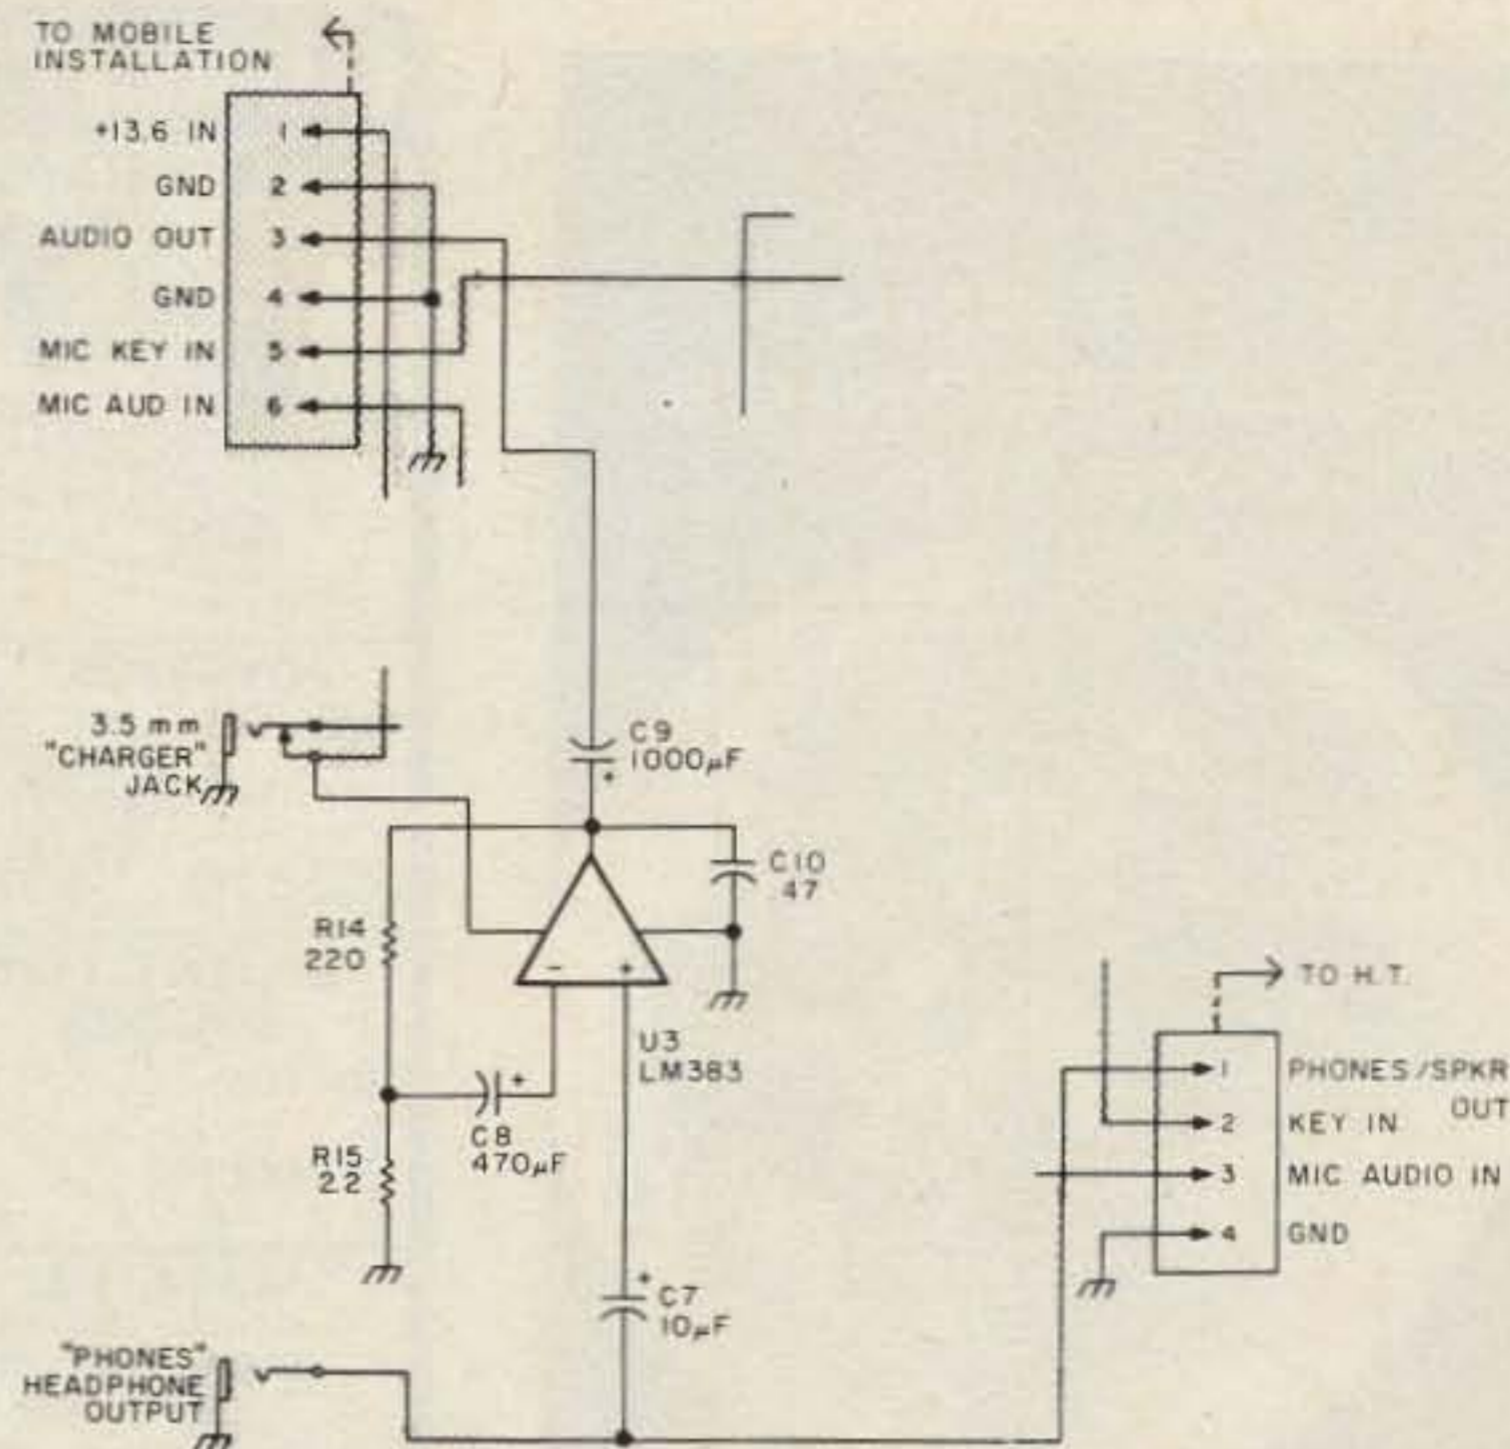 TO MOBILE
INSTALLATION
+13.6 IN 1
GND 2
AUDIO OUT 3
GND 4
MIC KEY IN 5
MIC AUD IN 6
3.5 mm
"CHARGER"
JACK
C9
1000µF
+
C10
.47
R14
220
- +
U3
LM383
+
C8
470µF
R15
2.2
+
C7
10µF
"PHONES"
HEADPHONE
OUTPUT
TO H.T.
1 PHONES/SPKR
OUT
2 KEY IN
3 MIC AUDIO IN
4 GND